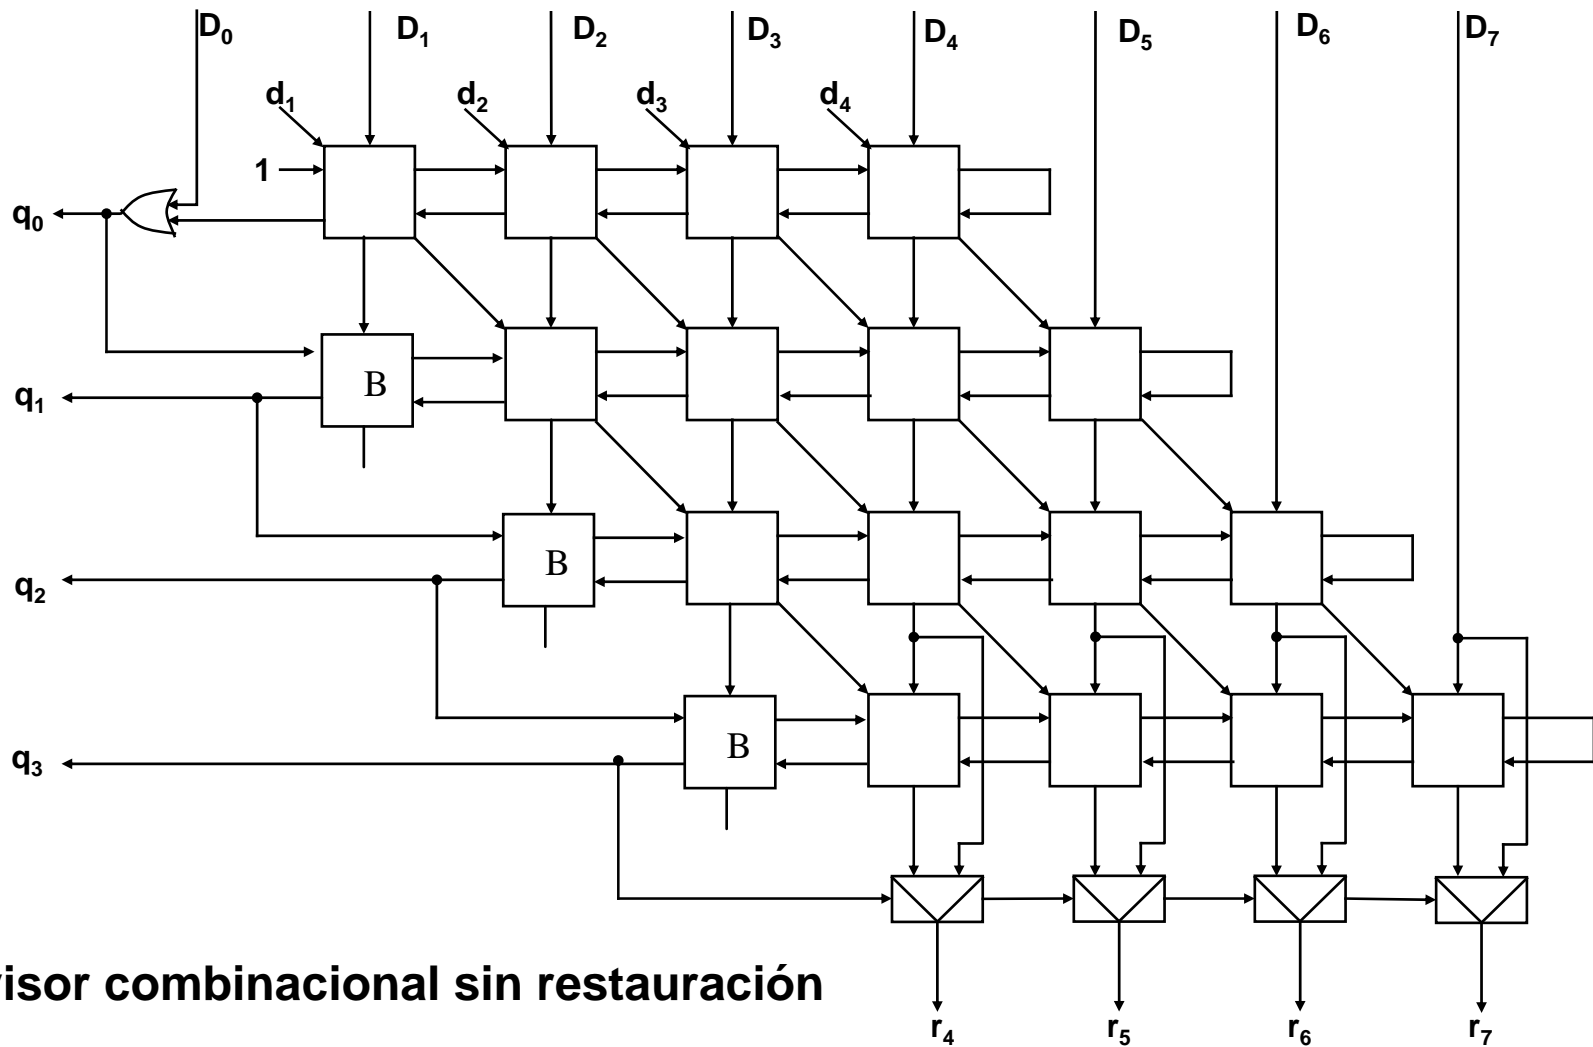 D₀ D₁ D₂ D₃ D₄ D₅ D₆ D₇
d₁ d₂ d₃ d₄
1
q₀
B
q₁
B
q₂
B
q₃
visor combinacional sin restauración
r₄ r₅ r₆ r₇